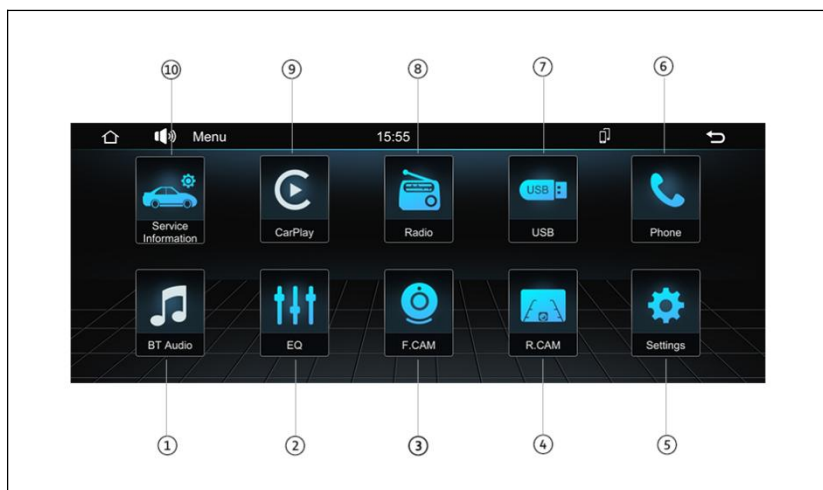 ⑩ ⑨ ⑧ ⑦ ⑥
Menu 15:55
USB
Service
Information
CarPlay
Radio
USB
Phone
BT Audio
EQ
F.CAM
R.CAM
Settings
① ② ③ ④ ⑤